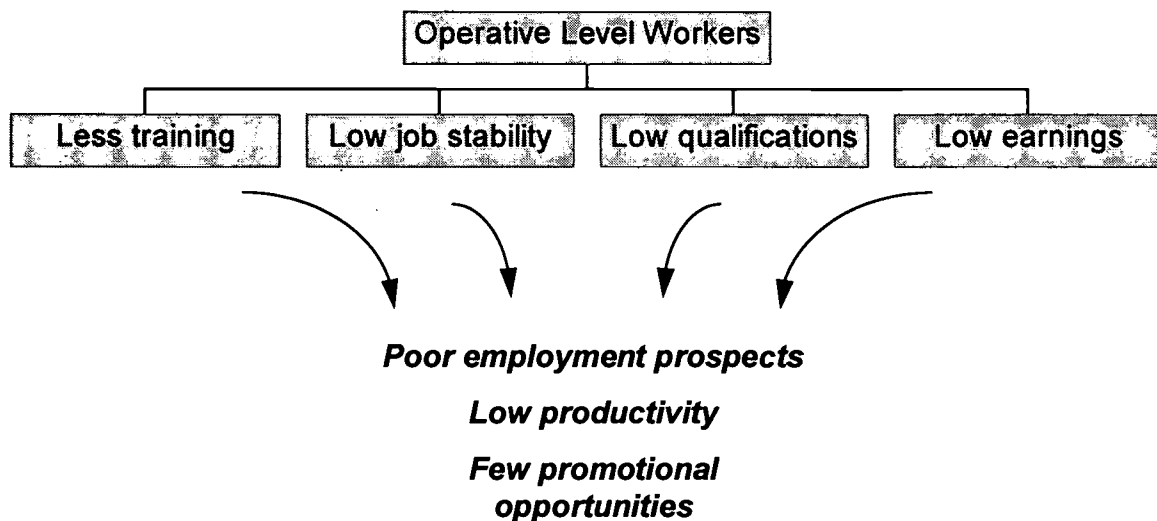 Operative Level Workers
Less training
Low job stability
Low qualifications
Low earnings
Poor employment prospects
Low productivity
Few promotional
opportunities